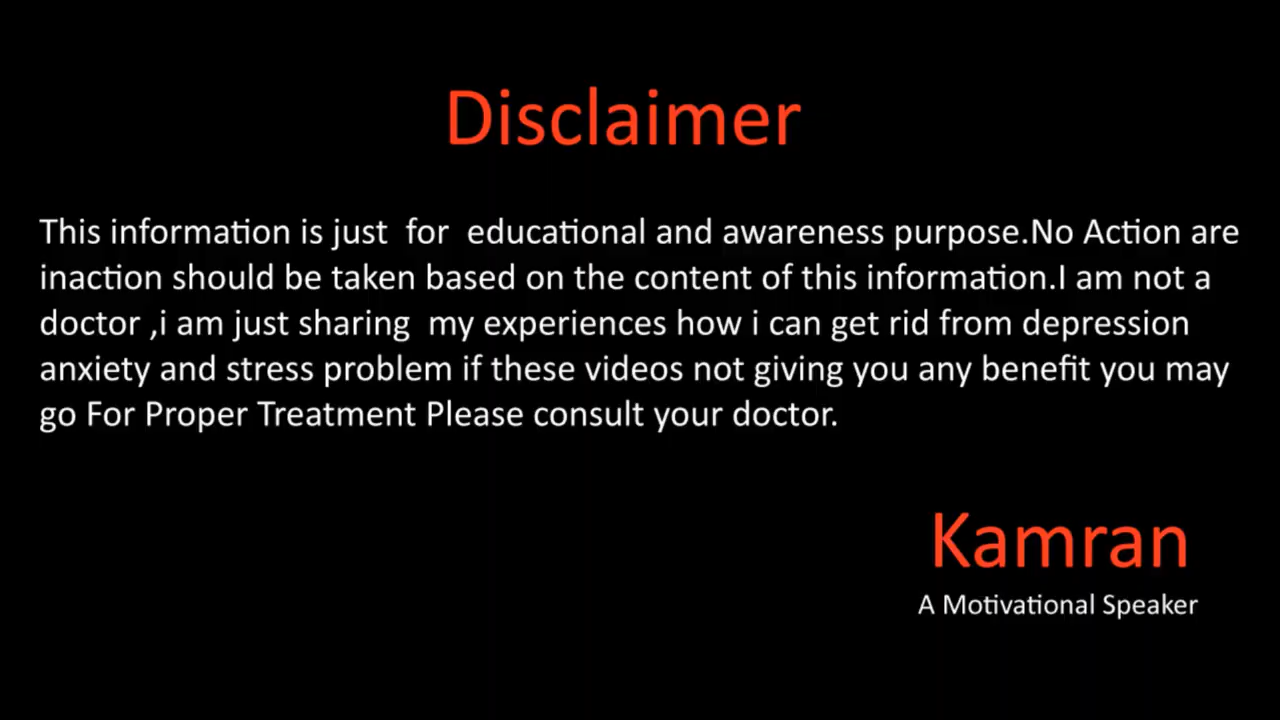 Disclaimer
This information is just  for  educational and awareness purpose.No Action are
inaction should be taken based on the content of this information.I am not a
doctor ,i am just sharing  my experiences how i can get rid from depression
anxiety and stress problem if these videos not giving you any benefit you may
go For Proper Treatment Please consult your doctor.
Kamran
A Motivational Speaker